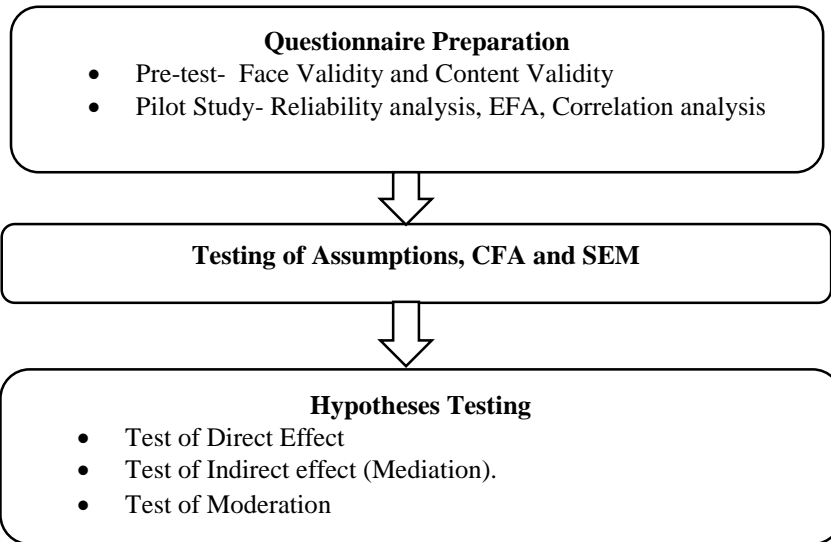 Questionnaire Preparation
• Pre-test- Face Validity and Content Validity
• Pilot Study- Reliability analysis, EFA, Correlation analysis
Testing of Assumptions, CFA and SEM
Hypotheses Testing
• Test of Direct Effect
• Test of Indirect effect (Mediation).
• Test of Moderation